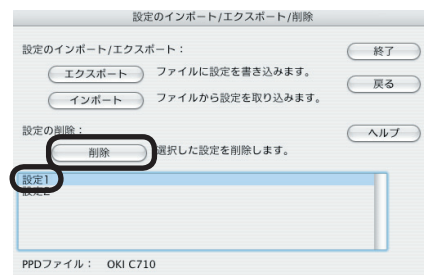 設定のインポート/エクスポート/削除
設定のインポート/エクスポート：
終了
エクスポート ファイルに設定を書き込みます。
戻る
インポート ファイルから設定を取り込みます。
設定の削除：
ヘルプ
削除 選択した設定を削除します。
設定1
設定2
PPDファイル： OKI C710